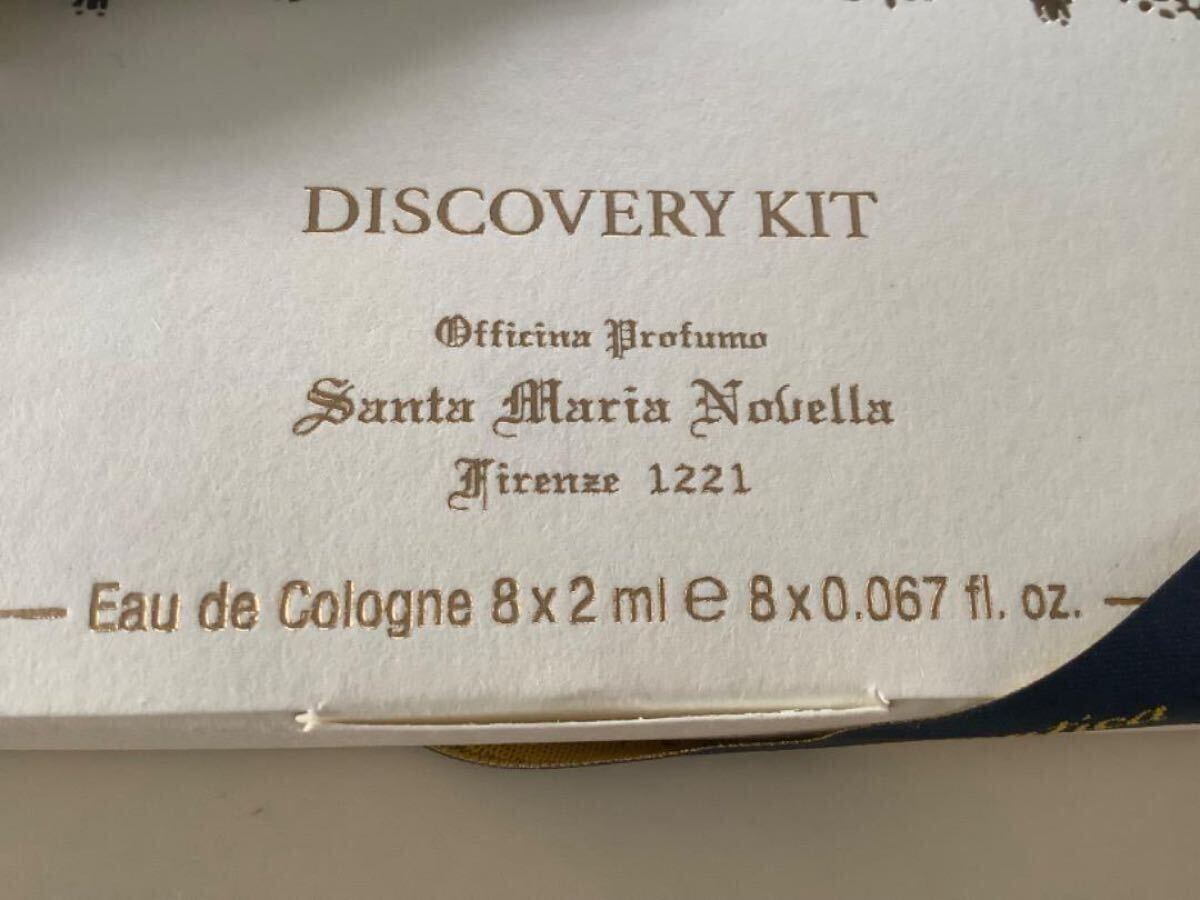 DISCOVERY KIT
Officina Profumo
Santa Maria Novella
Firenze 1221
Eau de Cologne 8 x 2 ml ℮ 8 x 0.067 fl. oz.